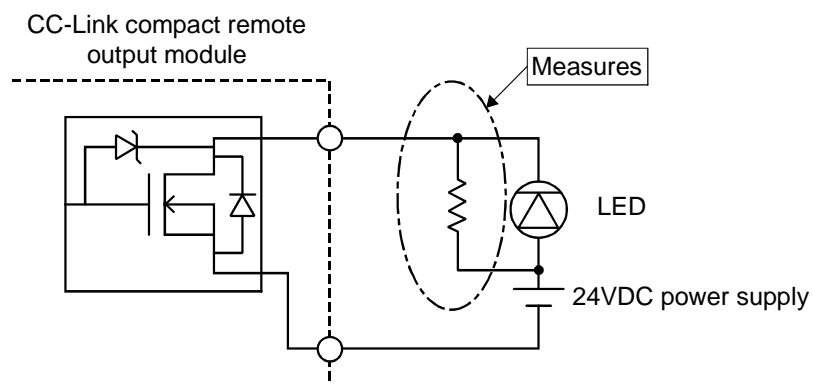 CC-Link compact remote
output module
Measures
LED
24VDC power supply